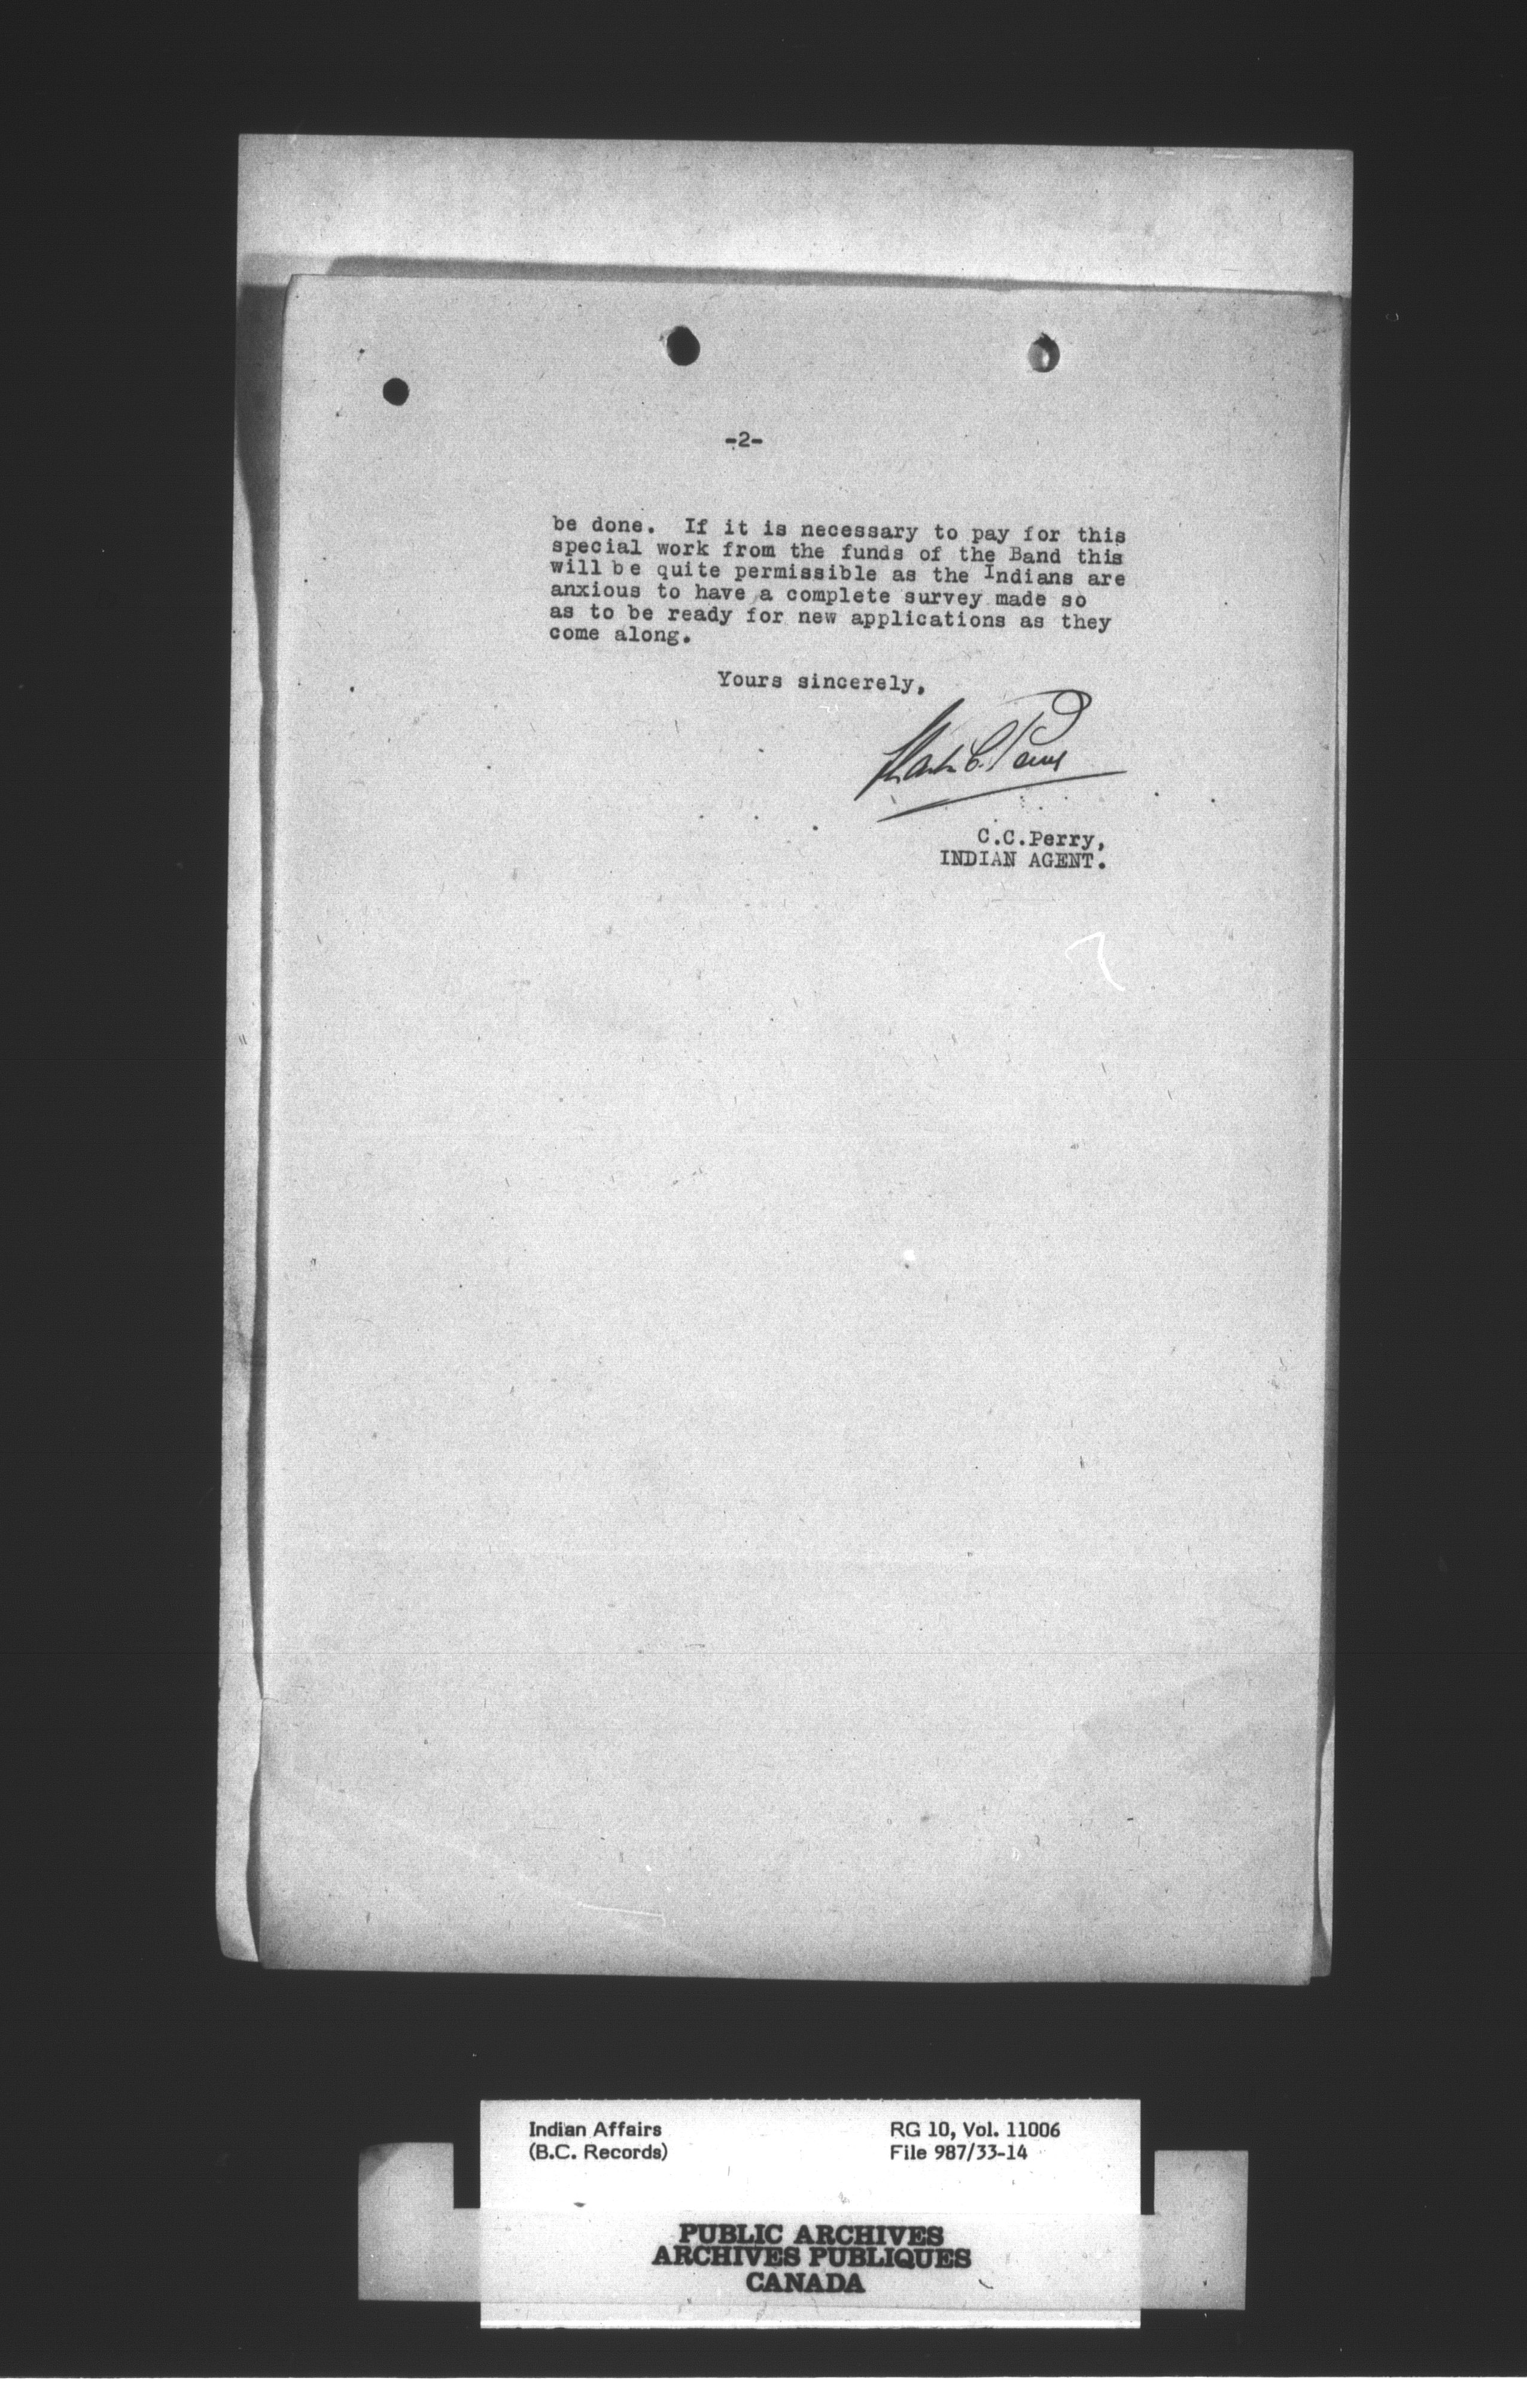 -2-
be done. If it is necessary to pay for this
special work from the funds of the Band this
will be quite permissible as the Indians are
anxious to have a complete survey made so
as to be ready for new applications as they
come along.
Yours sincerely,
C.C.Perry,
INDIAN AGENT.
Indian Affairs
(B.C. Records)
RG 10, Vol. 11006
File 987/33-14
PUBLIC ARCHIVES
ARCHIVES PUBLIQUES
CANADA